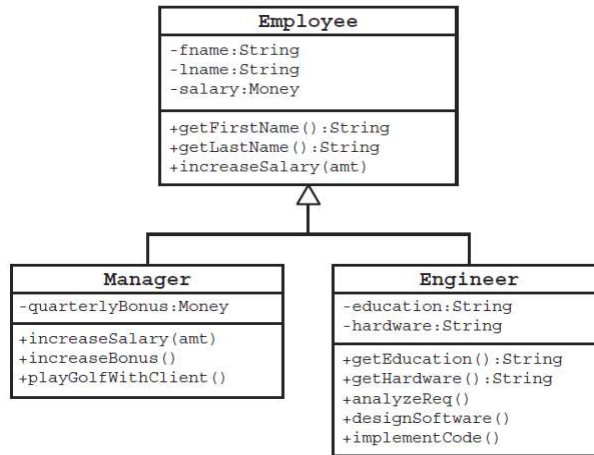 Employee
-fname:String
-lname:String
-salary:Money
+getFirstName():String
+getLastName():String
+increaseSalary(amt)
Manager
-quarterlyBonus:Money
+increaseSalary(amt)
+increaseBonus()
+playGolfWithClient()
Engineer
-education:String
-hardware:String
+getEducation():String
+getHardware():String
+analyzeReq()
+designSoftware()
+implementCode()